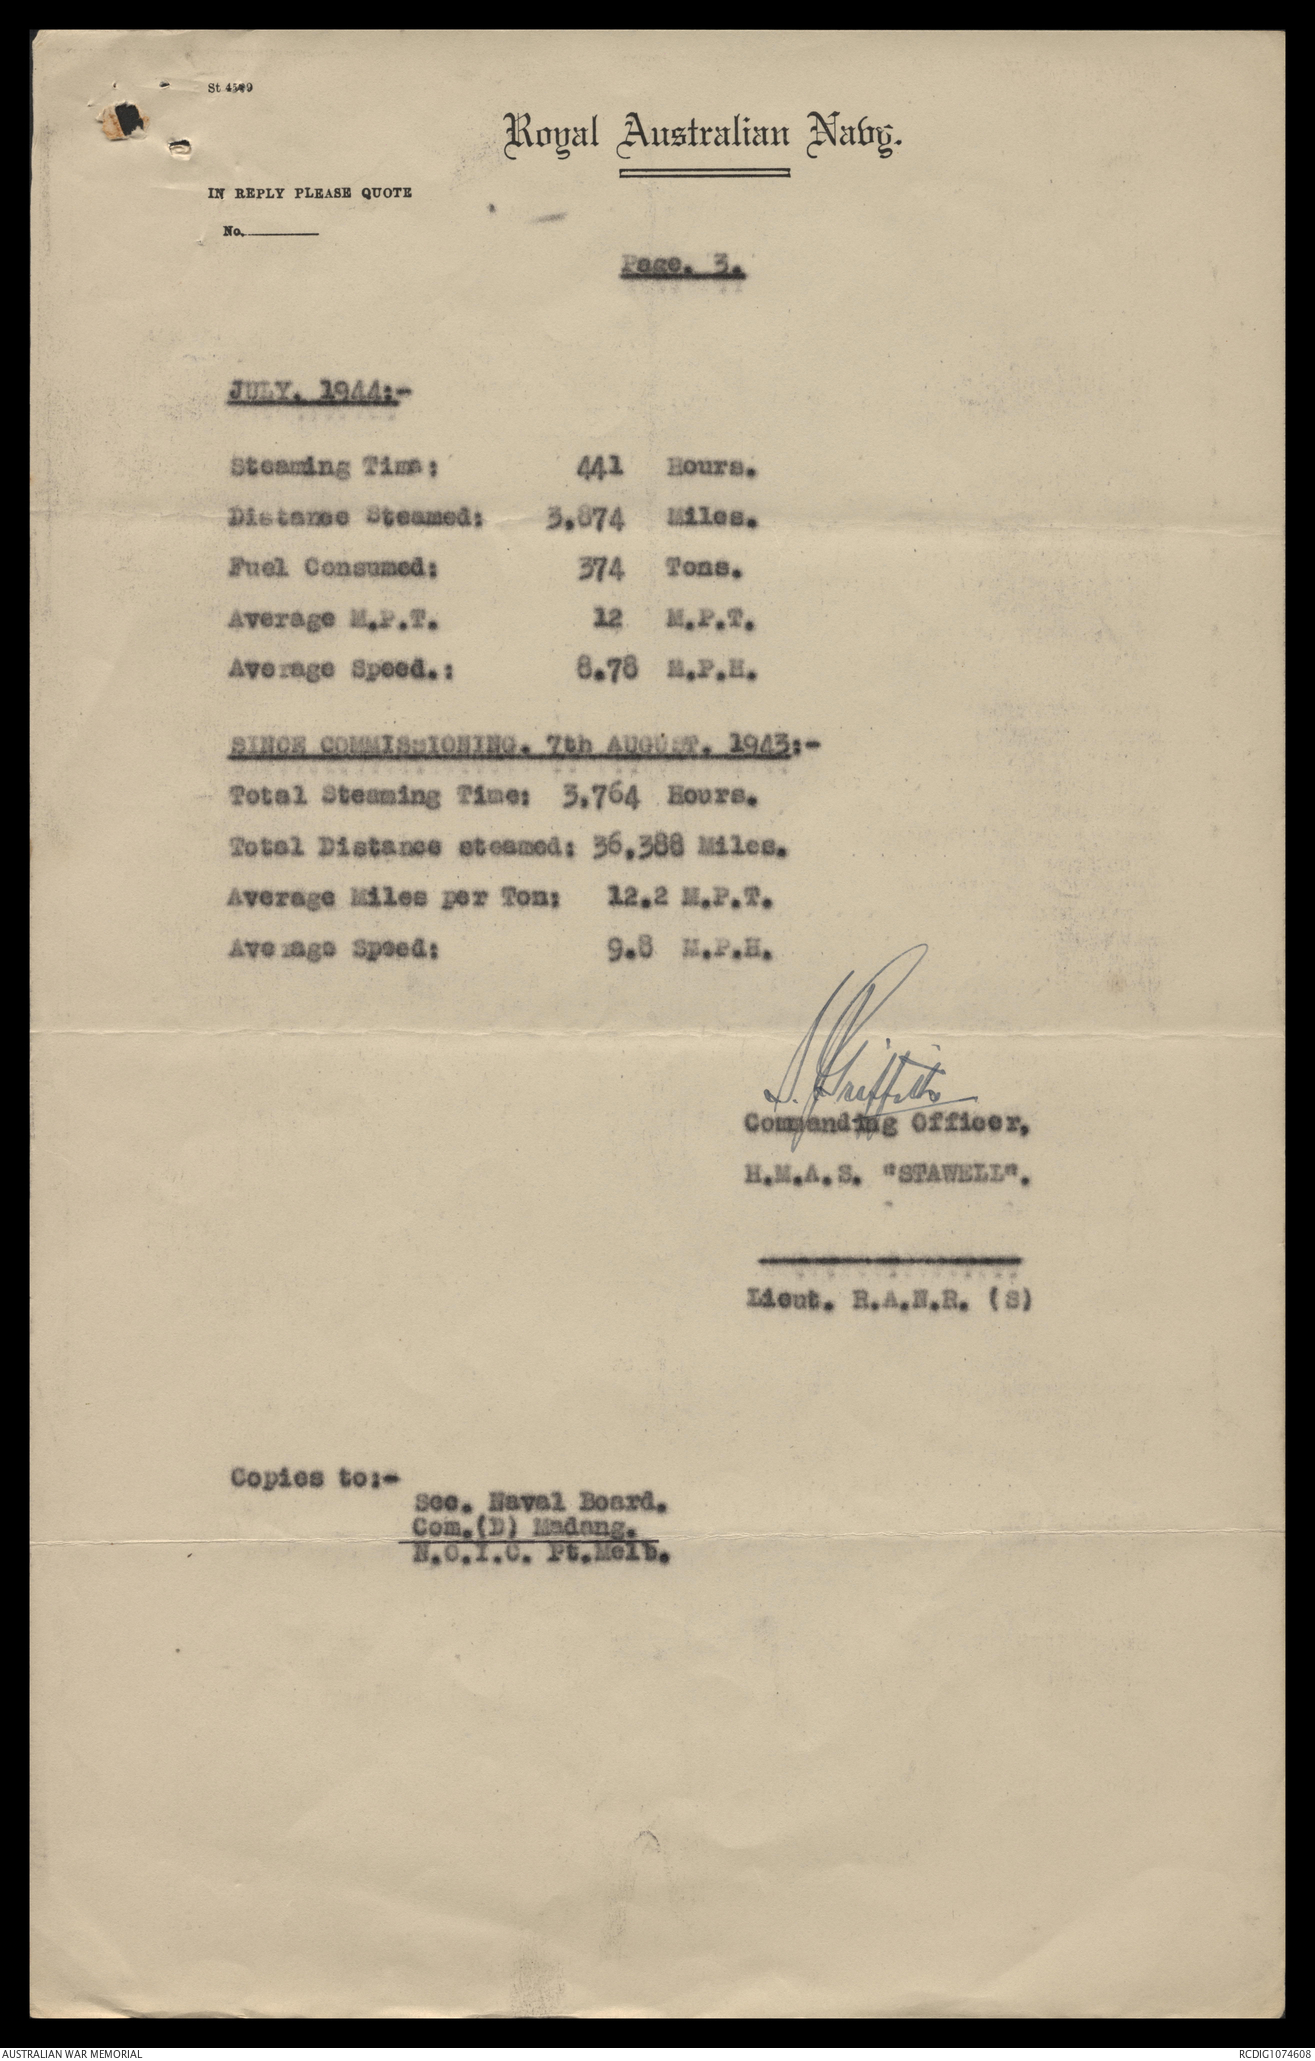 St 4599
Royal Australian Navy.
IN REPLY PLEASE QUOTE
No.
Page. 3.
JULY. 1944:-
Steaming Time: 441 Hours.
Distance Steamed: 3,874 Miles.
Fuel Consumed: 374 Tons.
Average M.P.T. 12 M.P.T.
Average Speed.: 8.78 M.P.H.
SINCE COMMISSIONING. 7th AUGUST. 1943:-
Total Steaming Time: 3,764 Hours.
Total Distance steamed: 36,388 Miles.
Average Miles per Ton: 12.2 M.P.T.
Average Speed: 9.8 M.P.H.
Griffith
Commanding Officer,
H.M.A.S. "STAWELL".
Lieut. R.A.N.R. (S)
Copies to:-
Sec. Naval Board.
Com.(D) Madang.
N.O.I.C. Pt.Melb.
AUSTRALIAN WAR MEMORIAL
RCDIG1074608